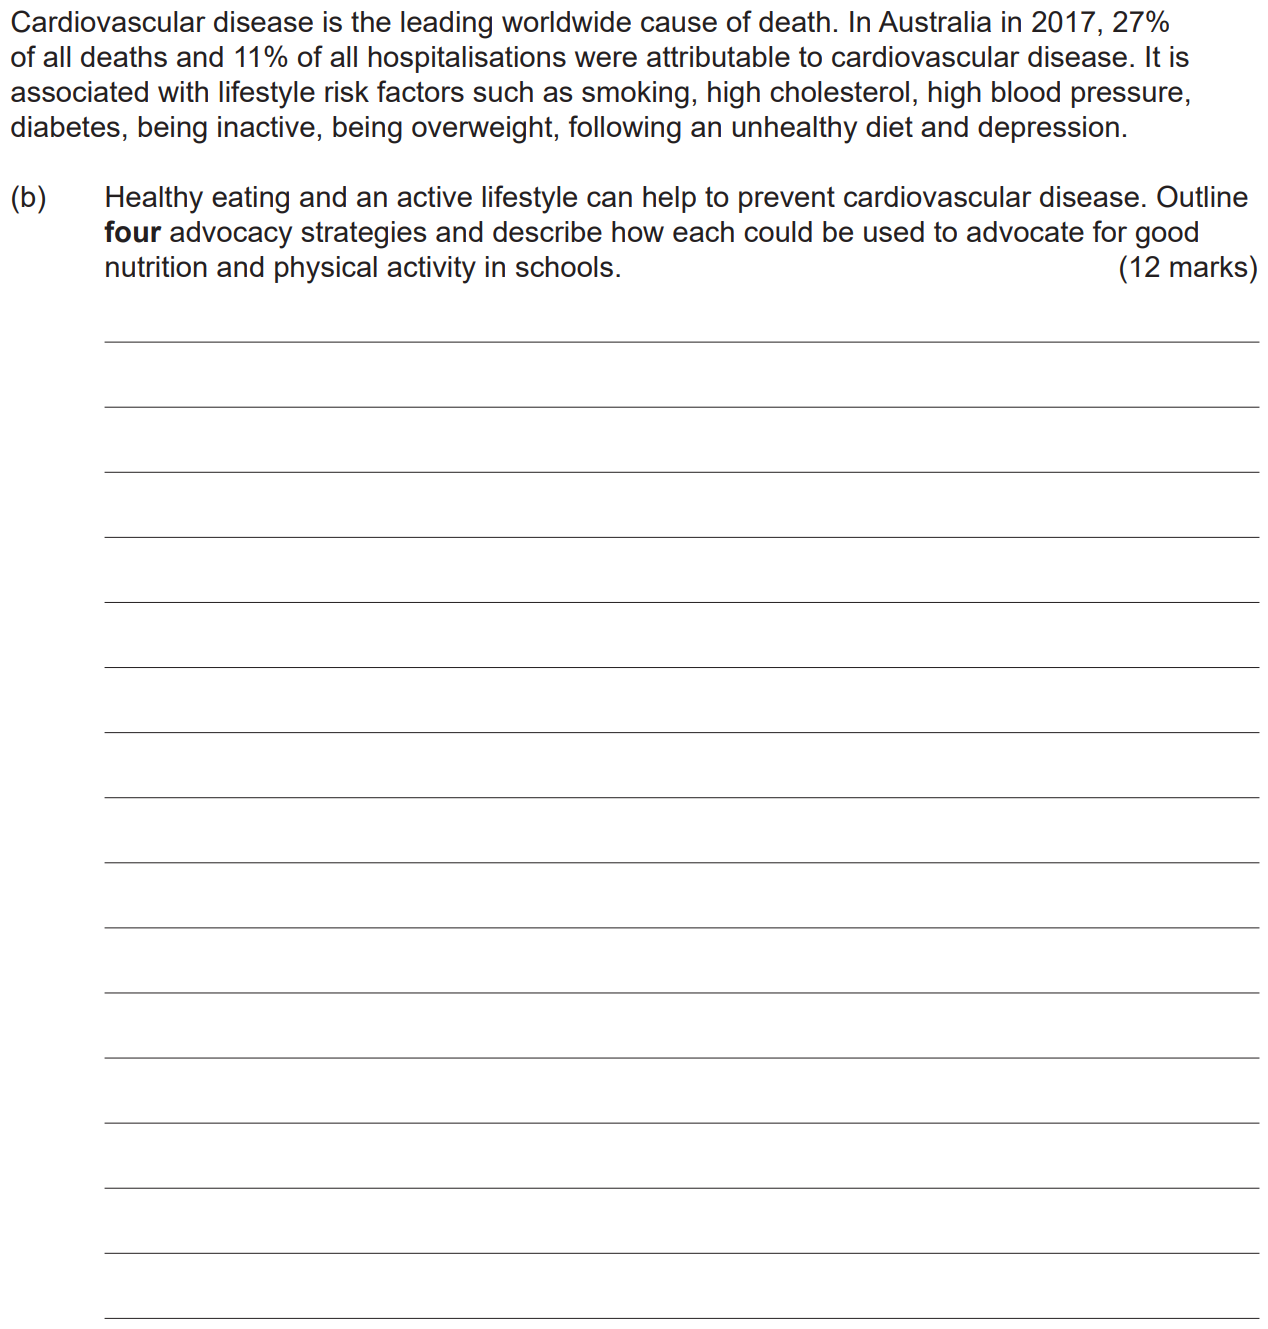 Cardiovascular disease is the leading worldwide cause of death. In Australia in 2017, 27%
of all deaths and 11% of all hospitalisations were attributable to cardiovascular disease. It is
associated with lifestyle risk factors such as smoking, high cholesterol, high blood pressure,
diabetes, being inactive, being overweight, following an unhealthy diet and depression.
(b) Healthy eating and an active lifestyle can help to prevent cardiovascular disease. Outline
four advocacy strategies and describe how each could be used to advocate for good
nutrition and physical activity in schools. (12 marks)